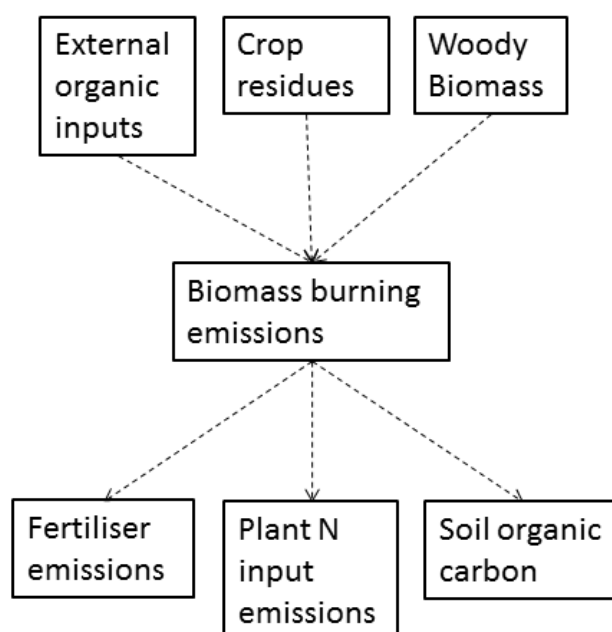 External
organic
inputs
Crop
residues
Woody
Biomass
Biomass burning
emissions
Fertiliser
emissions
Plant N
input
emissions
Soil organic
carbon